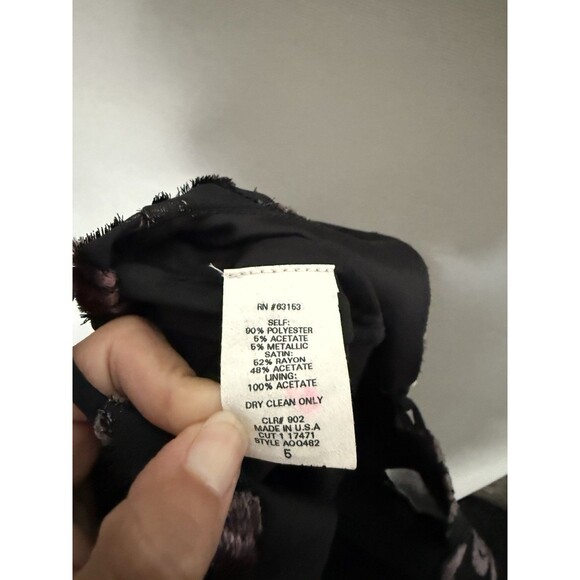 RN #63153
SELF:
90% POLYESTER
5% ACETATE
5% METALLIC
SATIN:
52% RAYON
48% ACETATE
LINING:
100% ACETATE
DRY CLEAN ONLY
CLR# 902
MADE IN U.S.A
CUT 1 17471
STYLE AOQ482
5